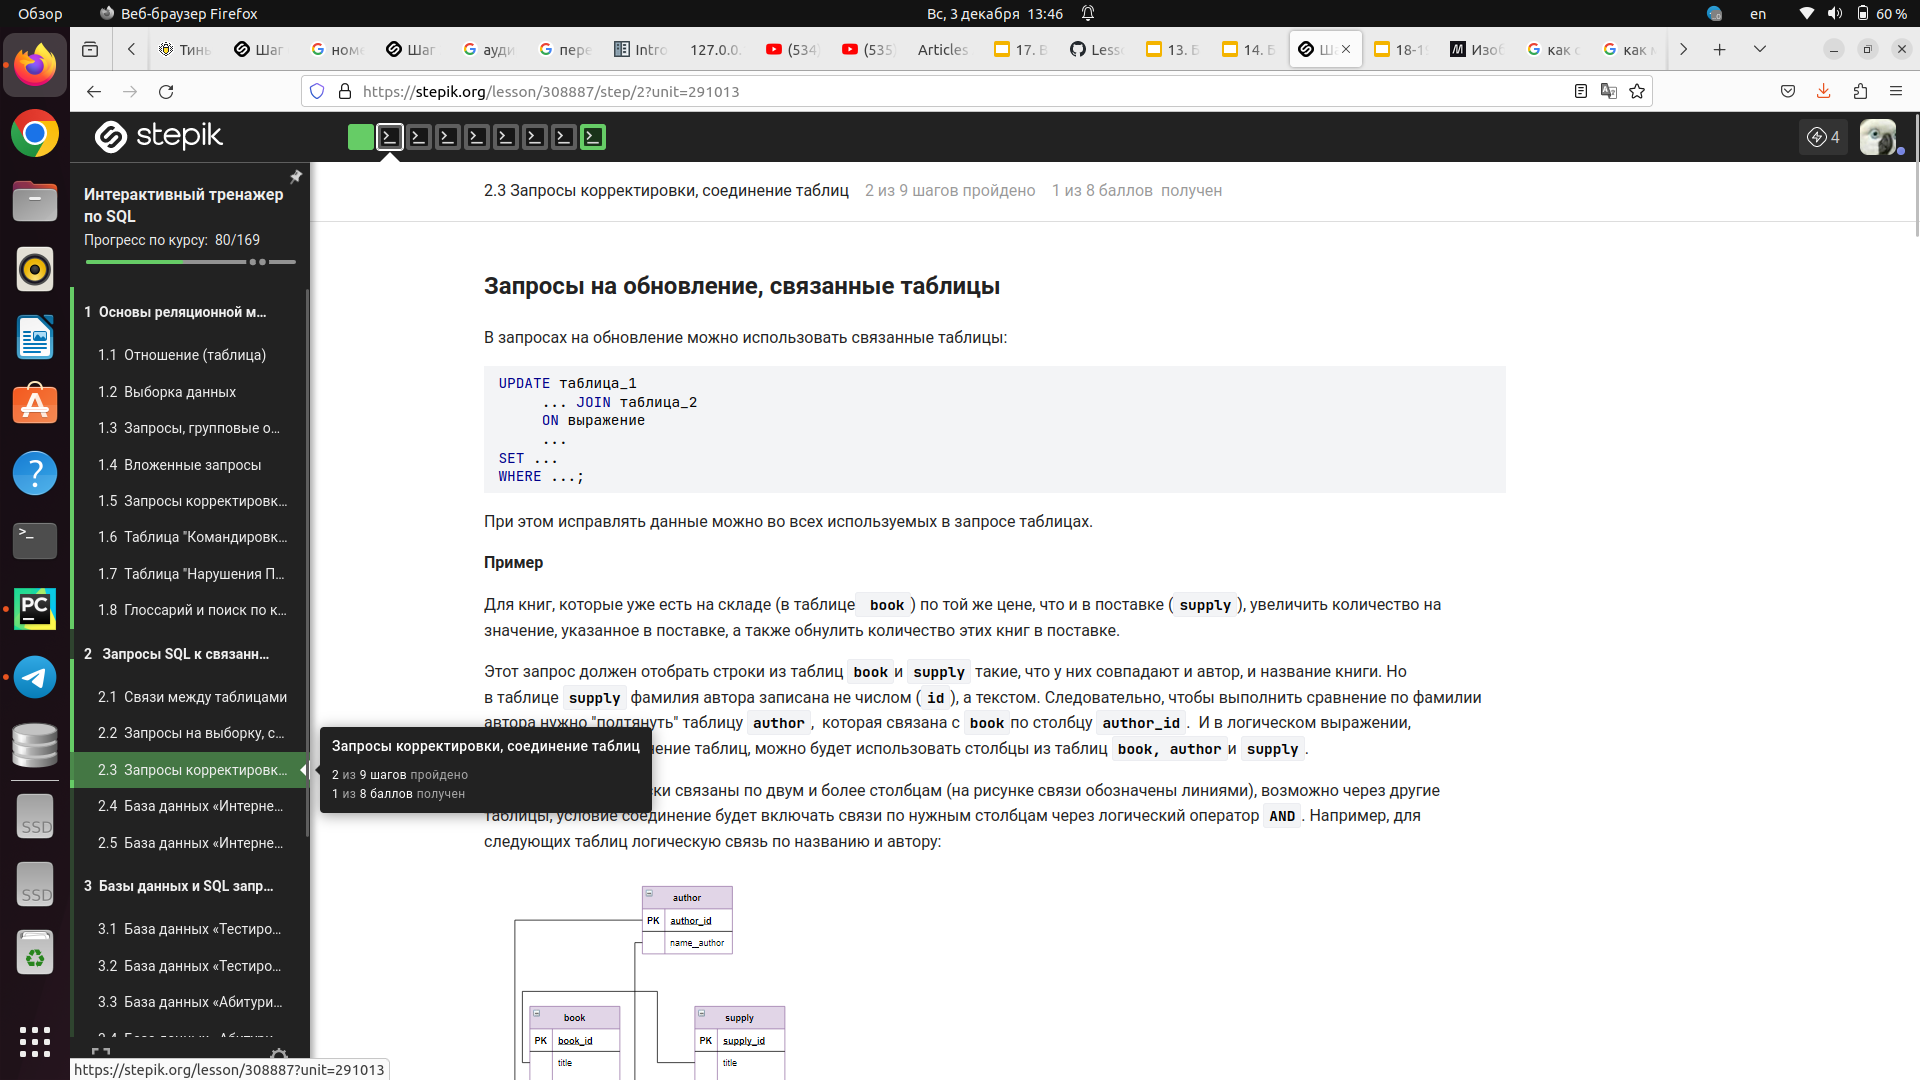 Обзор
Веб-браузер Firefox
Вс, 3 декабря 13:46
en
60 %
Шаг
Intro
127.0.0.
(534)
(535)
Articles
17. Б
13. Б
14. Б
как
как
https://stepik.org/lesson/308887/step/2?unit=291013
stepik
4
Интерактивный тренажер
по SQL
Прогресс по курсу: 80/169
1 Основы реляционной м...
1.1 Отношение (таблица)
1.2 Выборка данных
1.3 Запросы, групповые о...
1.4 Вложенные запросы
1.5 Запросы корректировк...
1.6 Таблица "Командировк...
1.7 Таблица "Нарушения П...
1.8 Глоссарий и поиск по к...
2 Запросы SQL к связанн...
2.1 Связи между таблицами
2.2 Запросы на выборку, с...
2.3 Запросы корректировк...
2.4 База данных «Интерне...
2.5 База данных «Интерне...
3 Базы данных и SQL запр...
3.1 База данных «Тестиро...
3.2 База данных «Тестиро...
3.3 База данных «Абитури...
PC
SSD
SSD
2.3 Запросы корректировки, соединение таблиц 2 из 9 шагов пройдено 1 из 8 баллов получен
Запросы на обновление, связанные таблицы
В запросах на обновление можно использовать связанные таблицы:
UPDATE таблица_1
... JOIN таблица_2
ON выражение
...
SET ...
WHERE ...;
При этом исправлять данные можно во всех используемых в запросе таблицах.
Пример
Для книг, которые уже есть на складе (в таблице book) по той же цене, что и в поставке (supply), увеличить количество на
значение, указанное в поставке, а также обнулить количество этих книг в поставке.
Этот запрос должен отобрать строки из таблиц book и supply такие, что у них совпадают и автор, и название книги. Но
в таблице supply фамилия автора записана не числом (id), а текстом. Следовательно, чтобы выполнить сравнение по фамилии
автора нужно "подтянуть" таблицу author, которая связана с book по столбцу author_id. И в логическом выражении,
нение таблиц, можно будет использовать столбцы из таблиц book, author и supply.
ски связаны по двум и более столбцам (на рисунке связи обозначены линиями), возможно через другие
таблицы, условие соединение будет включать связи по нужным столбцам через логический оператор AND. Например, для
следующих таблиц логическую связь по названию и автору:
Запросы корректировки, соединение таблиц
2 из 9 шагов пройдено
1 из 8 баллов получен
author
PK author_id
name_author
book
PK book_id
title
supply
PK supply_id
title
https://stepik.org/lesson/308887?unit=291013